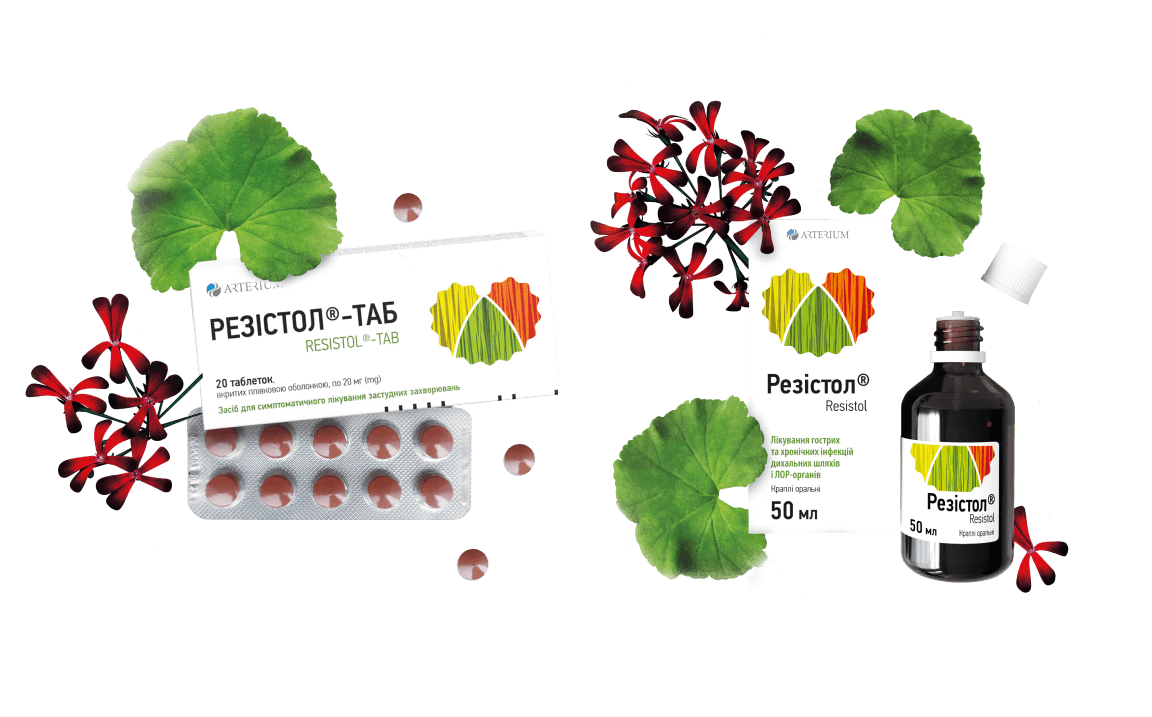 ARTERIUM
РЕЗІСТОЛ®-ТАБ
RESISTOL®-TAB
20 таблеток,
вкритих плівковою оболонкою, по 20 мг (mg)
Засіб для симптоматичного лікування застудних захворювань
ARTERIUM
Резістол®
Resistol
Лікування гострих
та хронічних інфекцій
дихальних шляхів
і ЛОР-органів
Краплі оральні
50 мл
Резістол®
Resistol
50 мл
Краплі оральні